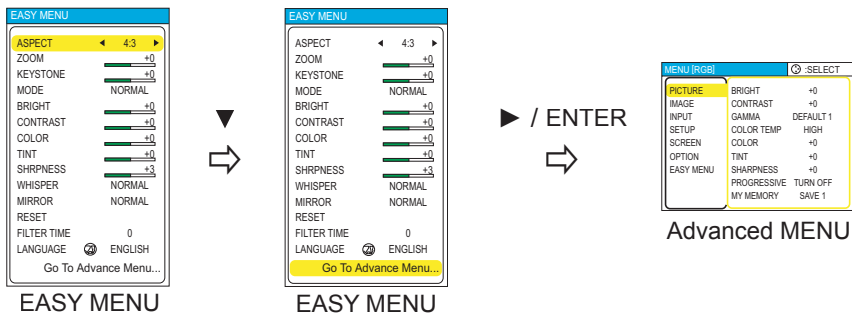 EASY MENU
ASPECT ◄ 4:3 ►
ZOOM +0
KEYSTONE +0
MODE NORMAL
BRIGHT +0
CONTRAST +0
COLOR +0
TINT +0
SHRPNESS +3
WHISPER NORMAL
MIRROR NORMAL
RESET
FILTER TIME 0
LANGUAGE ENGLISH
Go To Advance Menu...
EASY MENU
▼
EASY MENU
ASPECT ◄ 4:3 ►
ZOOM +0
KEYSTONE +0
MODE NORMAL
BRIGHT +0
CONTRAST +0
COLOR +0
TINT +0
SHRPNESS +3
WHISPER NORMAL
MIRROR NORMAL
RESET
FILTER TIME 0
LANGUAGE ENGLISH
Go To Advance Menu...
EASY MENU
► / ENTER
MENU [RGB] :SELECT
PICTURE BRIGHT +0
IMAGE CONTRAST +0
INPUT GAMMA DEFAULT 1
SETUP COLOR TEMP HIGH
SCREEN COLOR +0
OPTION TINT +0
EASY MENU SHARPNESS +0
PROGRESSIVE TURN OFF
MY MEMORY SAVE 1
Advanced MENU